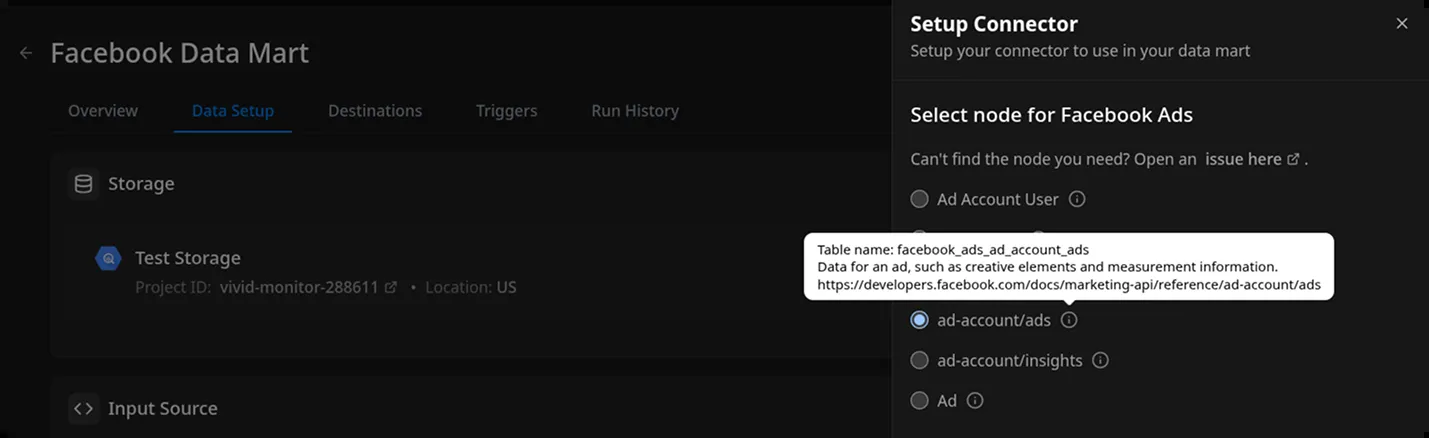 Facebook Data Mart
Overview
Data Setup
Destinations
Triggers
Run History
Storage
Test Storage
Project ID: vivid-monitor-288611 • Location: US
Input Source
Setup Connector
Setup your connector to use in your data mart
Select node for Facebook Ads
Can't find the node you need? Open an issue here .
Ad Account User
Table name: facebook_ads_ad_account_ads
Data for an ad, such as creative elements and measurement information.
https://developers.facebook.com/docs/marketing-api/reference/ad-account/ads
ad-account/ads
ad-account/insights
Ad